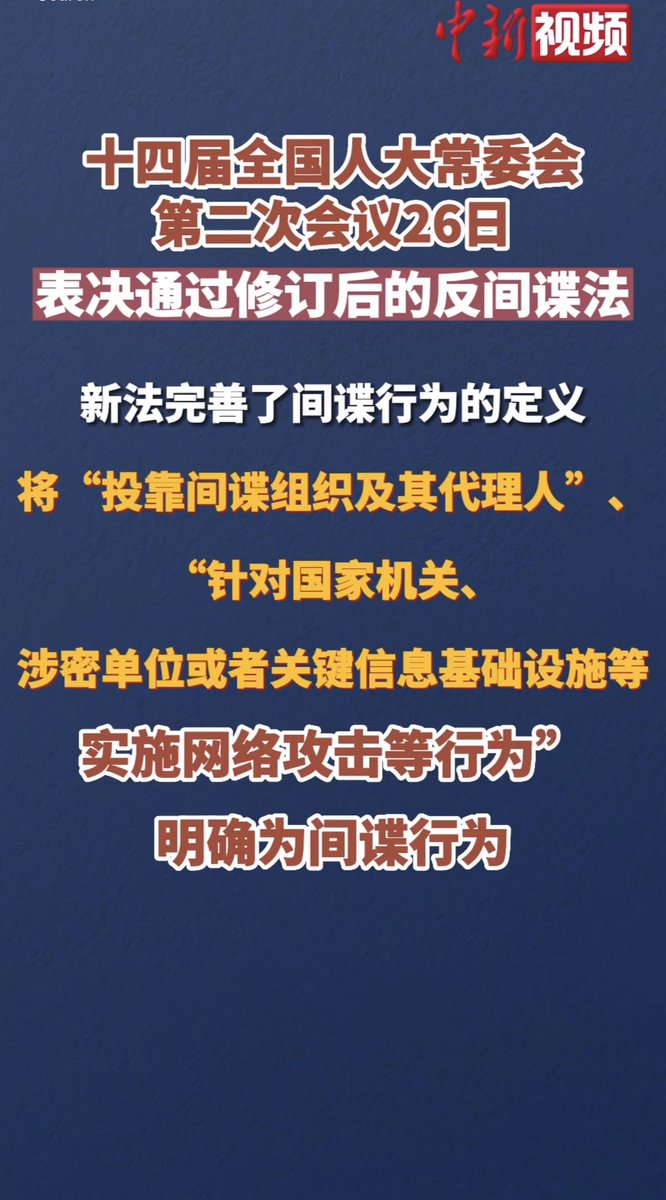 中新视频
十四届全国人大常委会
第二次会议26日
表决通过修订后的反间谍法
新法完善了间谍行为的定义
将“投靠间谍组织及其代理人”、
“针对国家机关、
涉密单位或者关键信息基础设施等
实施网络攻击等行为”
明确为间谍行为